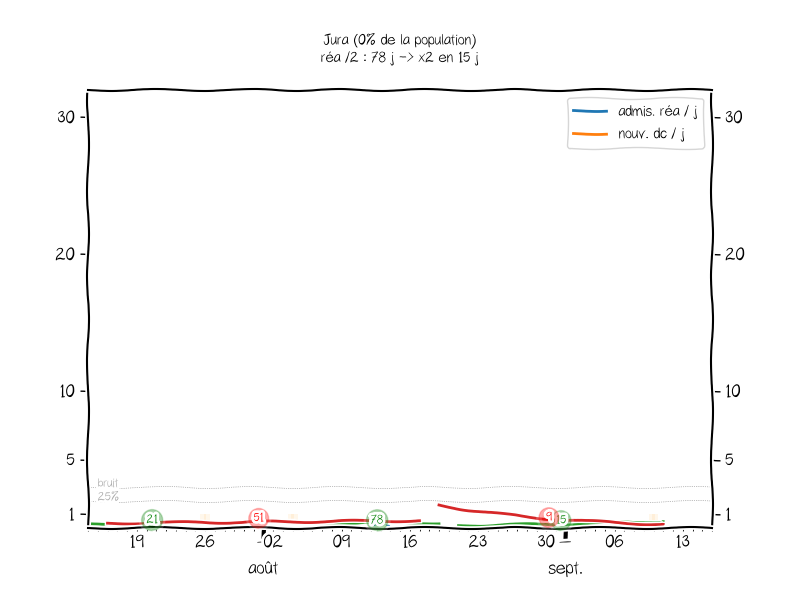 Jura (0% de la population)
réa /2 : 78 j -> x2 en 15 j
admis. réa / j
nouv. dc / j
30 30
20 20
10 10
5 5
bruit
25%
1 1
21 51 78 9 15
19 26 02 09 16 23 30 06 13
août sept.